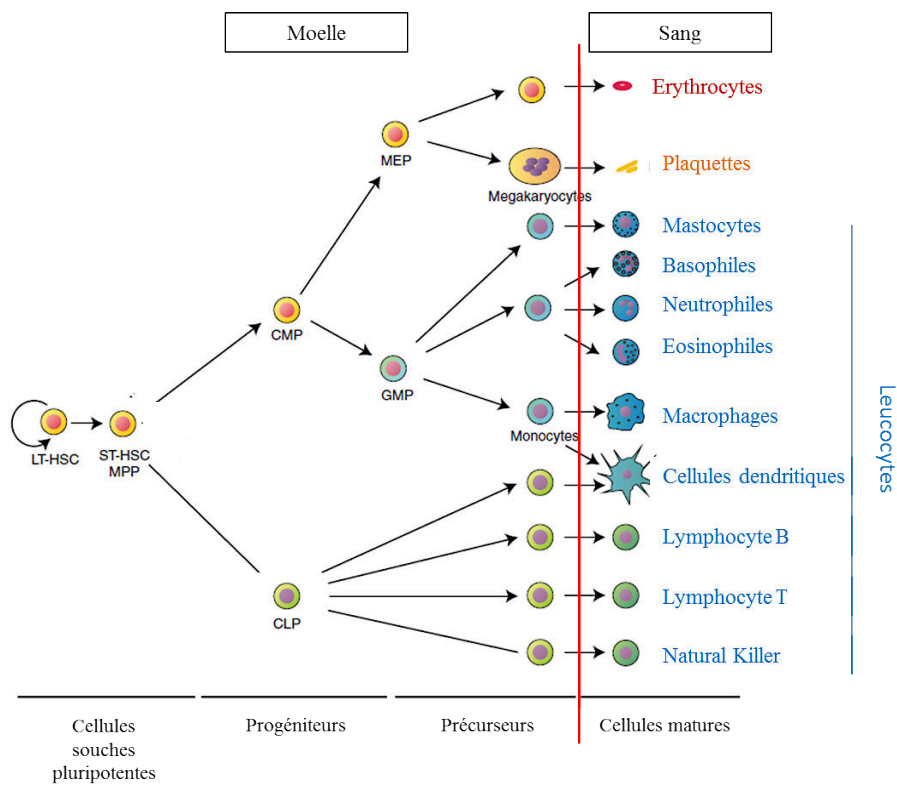 Moelle
Sang
Erythrocytes
MEP
Plaquettes
Megakaryocytes
Mastocytes
Basophiles
Neutrophiles
CMP
Eosinophiles
GMP
Macrophages
Monocytes
LT-HSC
ST-HSC
MPP
Cellules dendritiques
Leucocytes
Lymphocyte B
Lymphocyte T
CLP
Natural Killer
Cellules
souches
pluripotentes
Progéniteurs
Précurseurs
Cellules matures